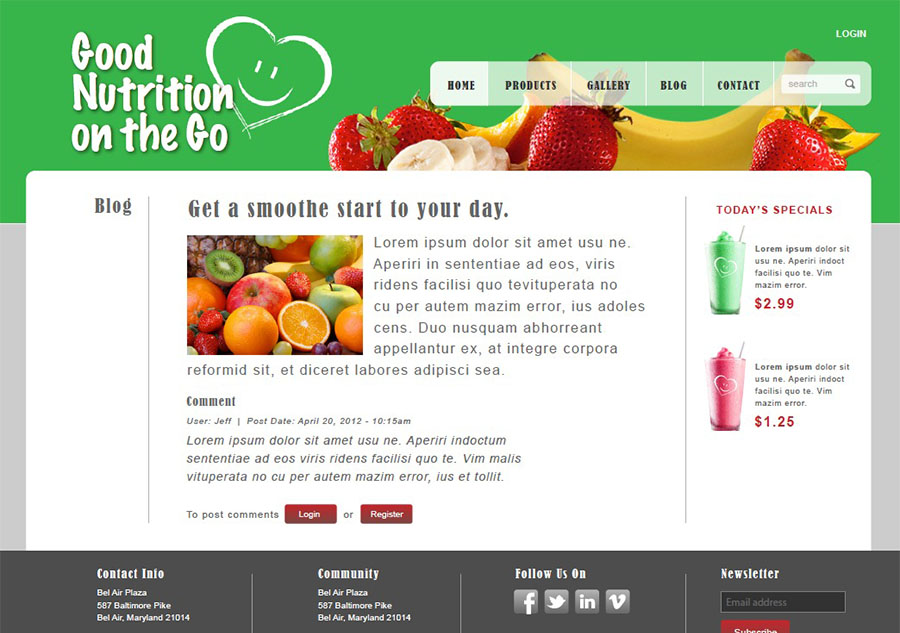 Good
Nutrition
on the Go
LOGIN
HOME PRODUCTS GALLERY BLOG CONTACT search
Blog
Get a smoothe start to your day.
Lorem ipsum dolor sit amet usu ne.
Aperiri in sententiae ad eos, viris
ridens facilisi quo tevituperata no
cu per autem mazim error, ius adoles
cens. Duo nusquam abhorreant
appellantur ex, at integre corpora
reformid sit, et diceret labores adipisci sea.
Comment
User: Jeff | Post Date: April 20, 2012 - 10:15am
Lorem ipsum dolor sit amet usu ne. Aperiri indoctum
sententiae ad eos viris ridens facilisi quo te. Vim malis
vituperata no cu per autem mazim error, ius et tollit.
To post comments Login or Register
TODAY'S SPECIALS
Lorem ipsum dolor sit
usu ne. Aperiri indoct
facilisi quo te. Vim
mazim error.
$2.99
Lorem ipsum dolor sit
usu ne. Aperiri indoct
facilisi quo te. Vim
mazim error.
$1.25
Contact Info
Bel Air Plaza
587 Baltimore Pike
Bel Air, Maryland 21014
Community
Bel Air Plaza
587 Baltimore Pike
Bel Air, Maryland 21014
Follow Us On
f in V
Newsletter
Email address
Subscribe